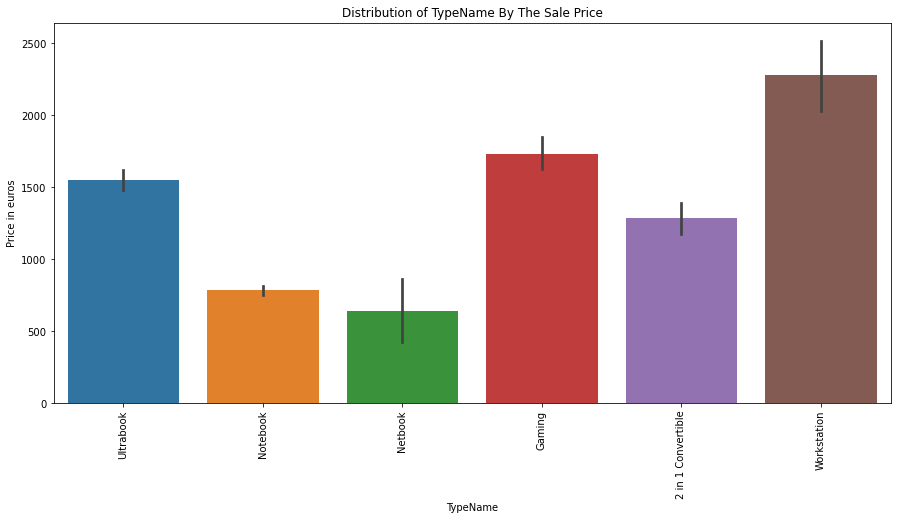 Distribution of TypeName By The Sale Price
Price in euros
2500
2000
1500
1000
500
0
Ultrabook
Notebook
Netbook
Gaming
2 in 1 Convertible
Workstation
TypeName